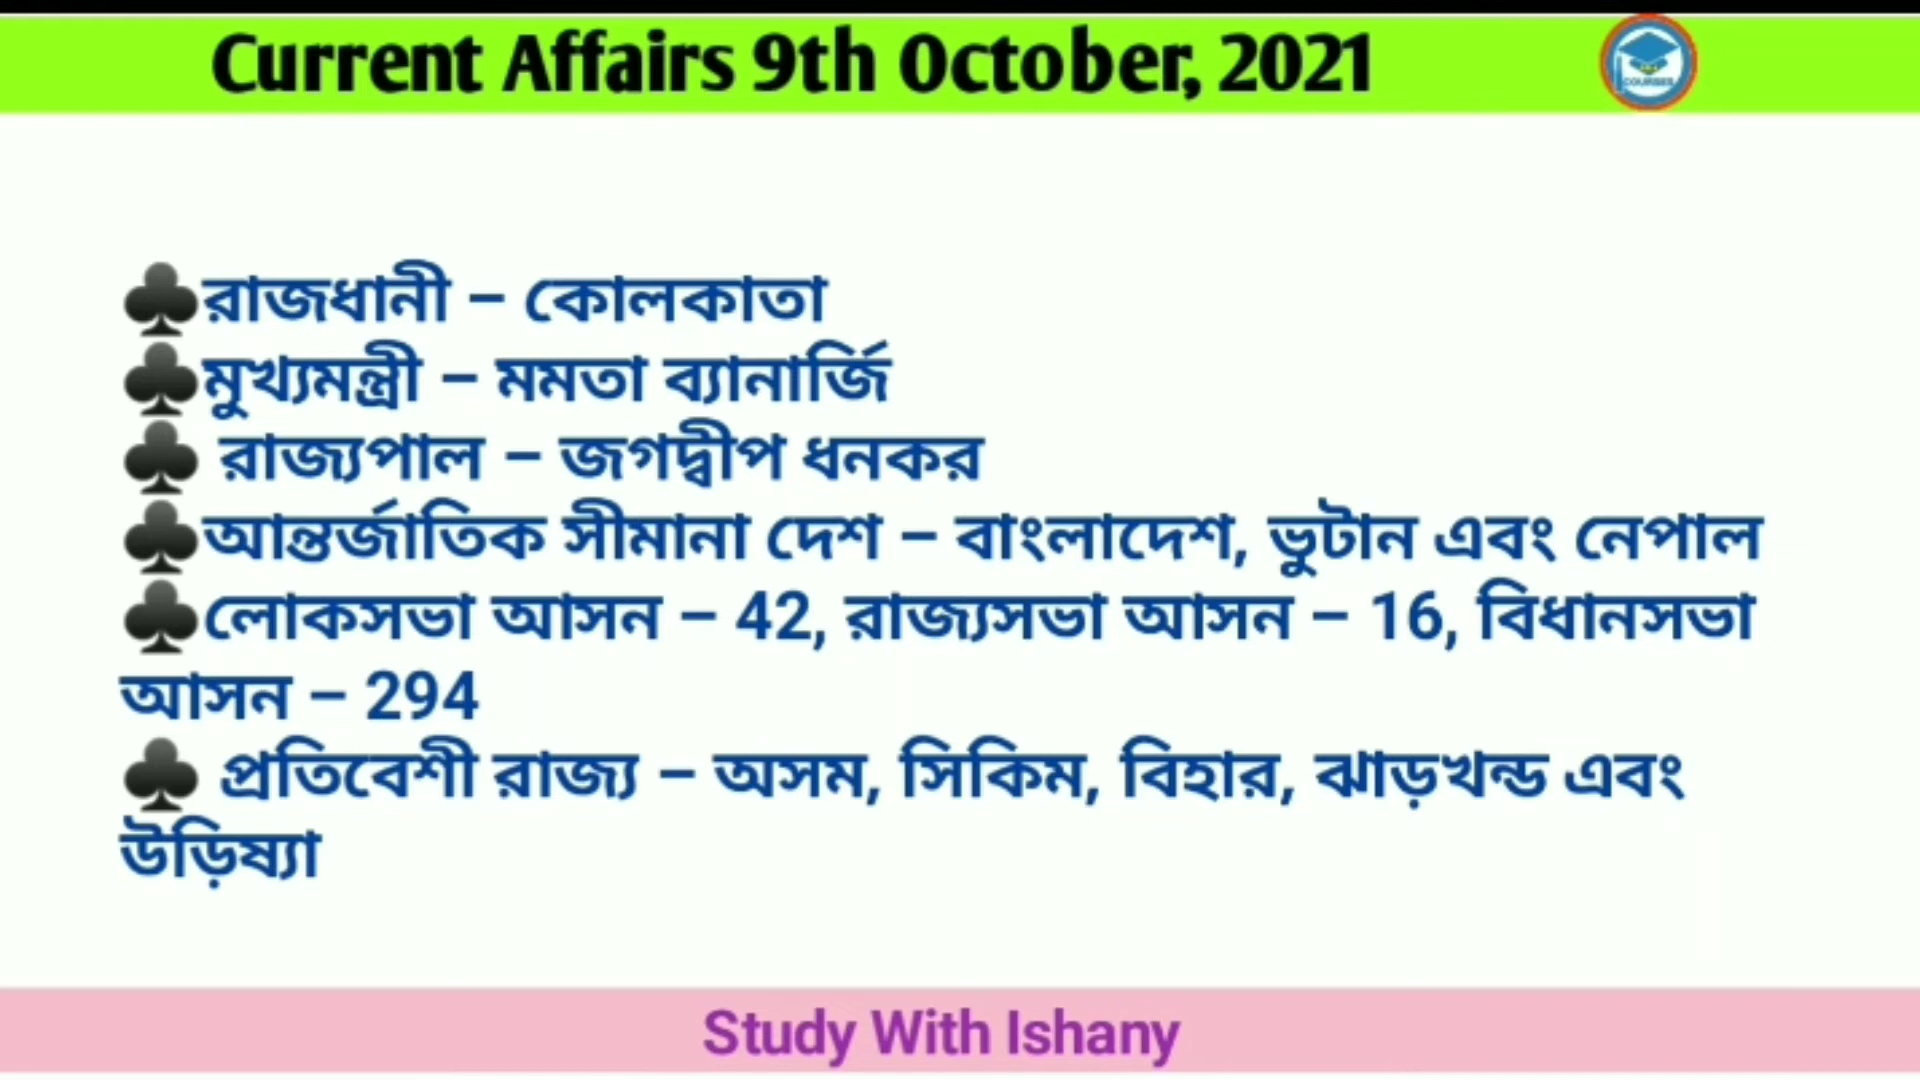 Current Affairs 9th October, 2021
COURSES
♣রাজধানী – কোলকাতা
♣মুখ্যমন্ত্রী – মমতা ব্যানার্জি
♣ রাজ্যপাল – জগদ্বীপ ধনকর
♣আন্তর্জাতিক সীমানা দেশ – বাংলাদেশ, ভুটান এবং নেপাল
♣লোকসভা আসন – 42, রাজ্যসভা আসন – 16, বিধানসভা
আসন – 294
♣ প্রতিবেশী রাজ্য – অসম, সিকিম, বিহার, ঝাড়খন্ড এবং
উড়িষ্যা
Study With Ishany